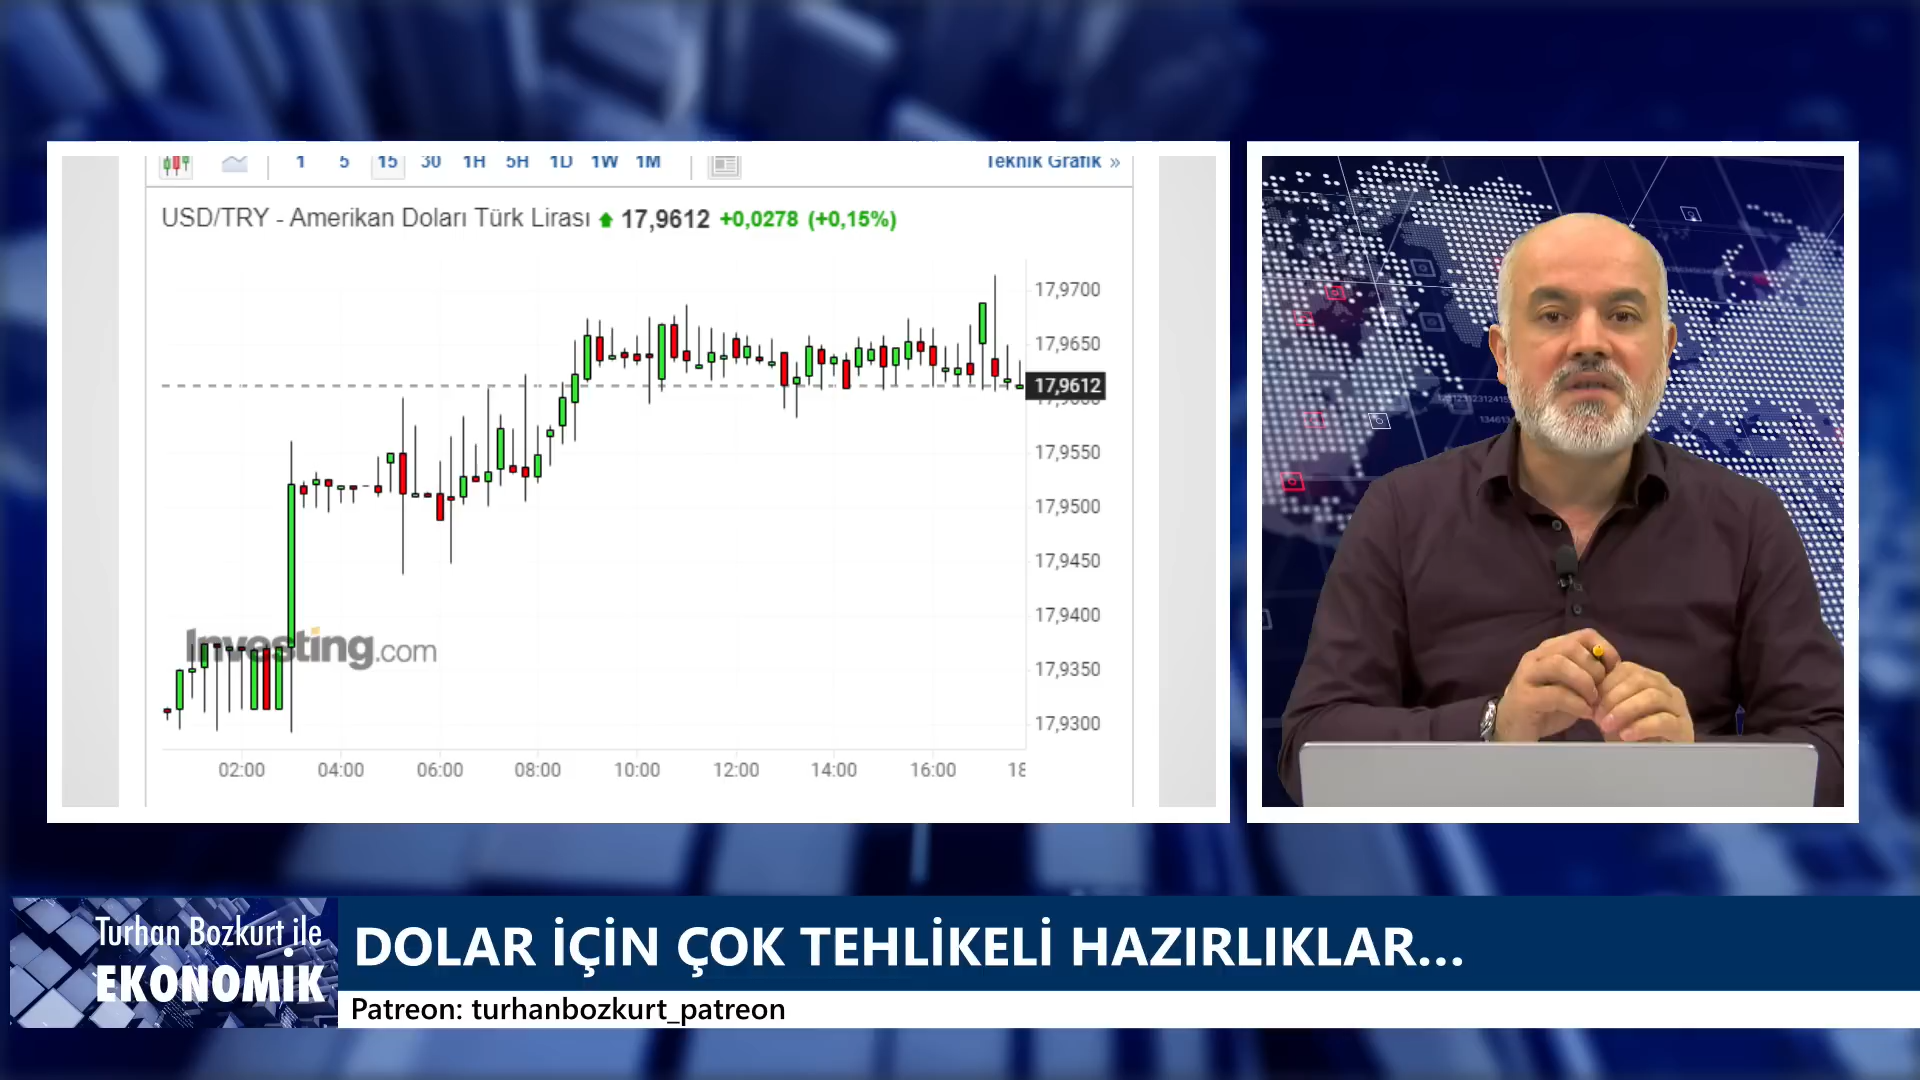 1 5 15 30 1H 5H 1D 1W 1M Teknik Grafik »
USD/TRY - Amerikan Doları Türk Lirası 17,9612 +0,0278 (+0,15%)
17,9700
17,9650
17,9612
17,9600
17,9550
17,9500
17,9450
17,9400
17,9350
17,9300
Investing.com
02:00 04:00 06:00 08:00 10:00 12:00 14:00 16:00 18
Turhan Bozkurt ile
EKONOMİK
DOLAR İÇİN ÇOK TEHLİKELİ HAZIRLIKLAR...
Patreon: turhanbozkurt_patreon